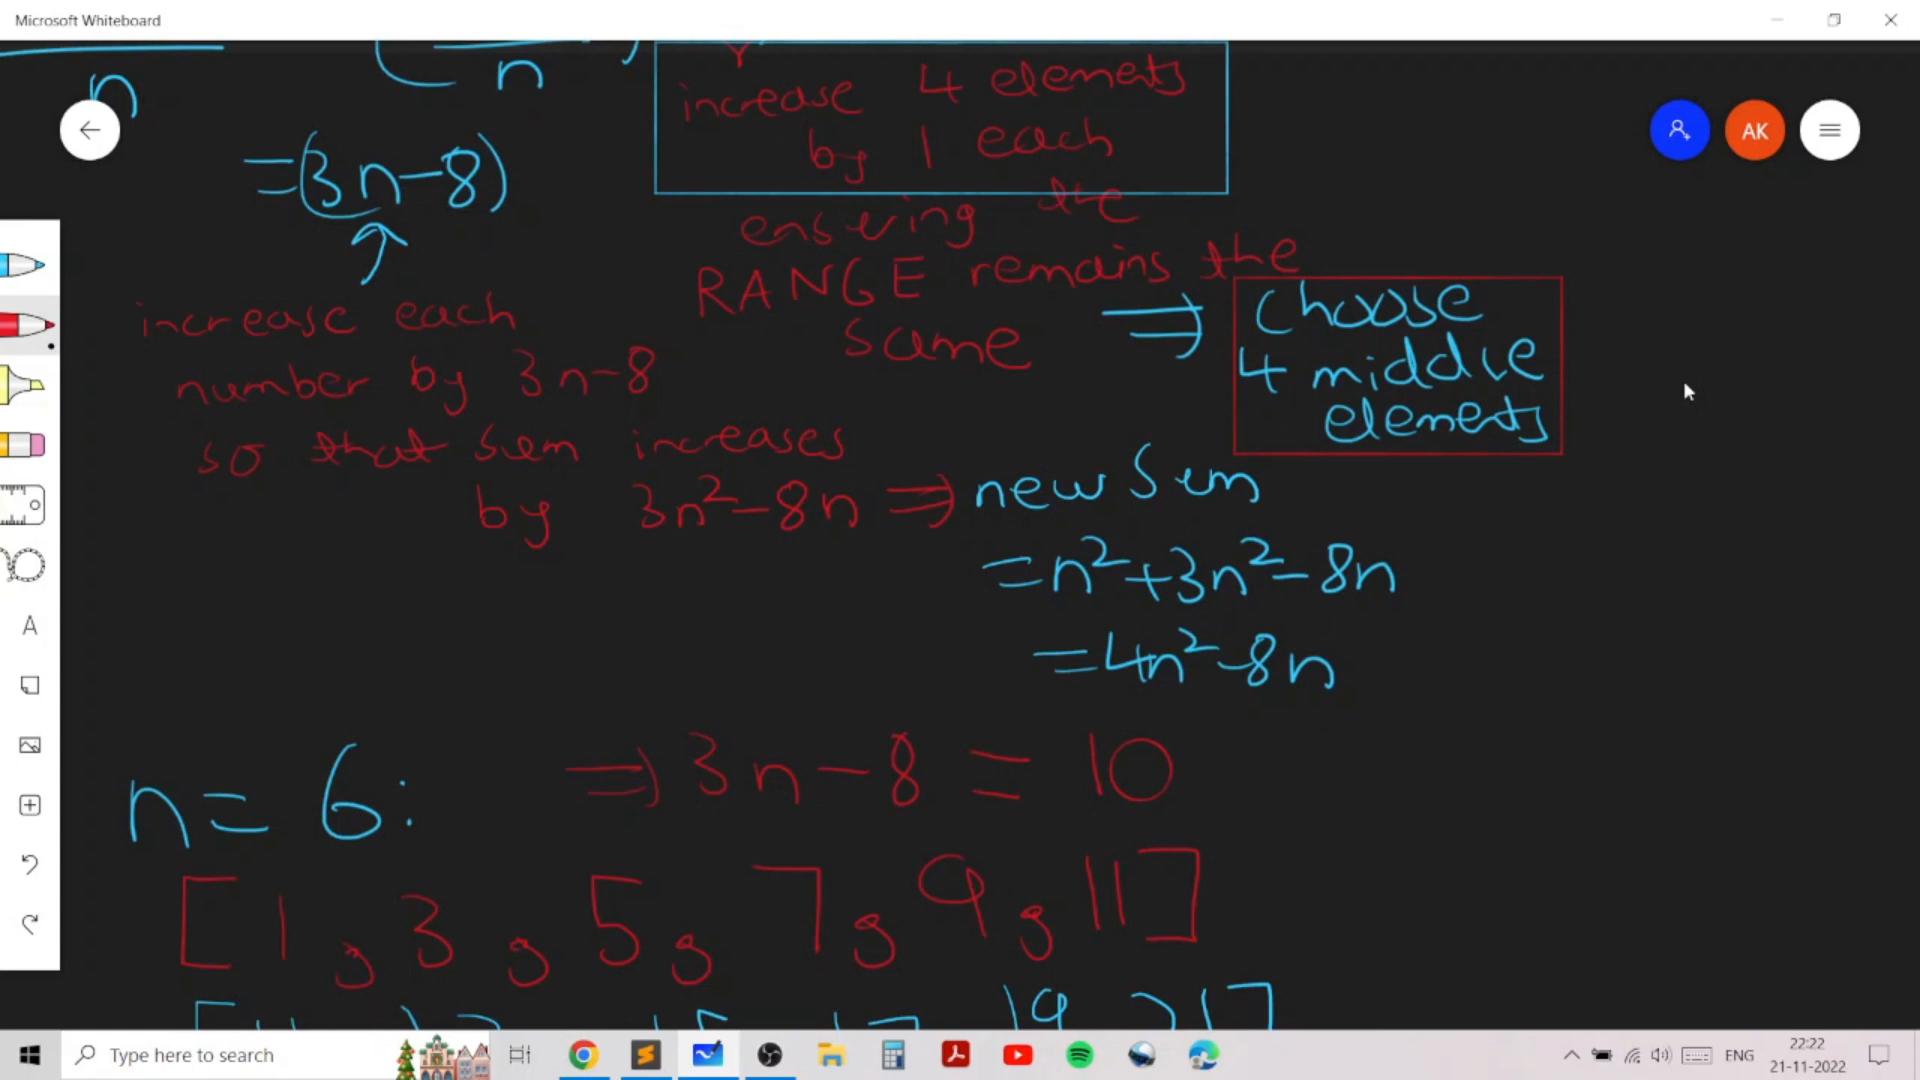 Microsoft Whiteboard
n
n
increase 4 elements
by 1 each
AK
=(3n-8)
ensuring the
RANGE remains the
same
⇒
choose
4 middle
elements
increase each
number by 3n-8
so that sum increases
by 3n²-8n ⇒ new Sum
=n²+3n²-8n
=4n²-8n
n=6: ⇒ 3n-8 = 10
[1, 3, 5, 7, 9, 11]
A
Type here to search
ENG
22:22
21-11-2022